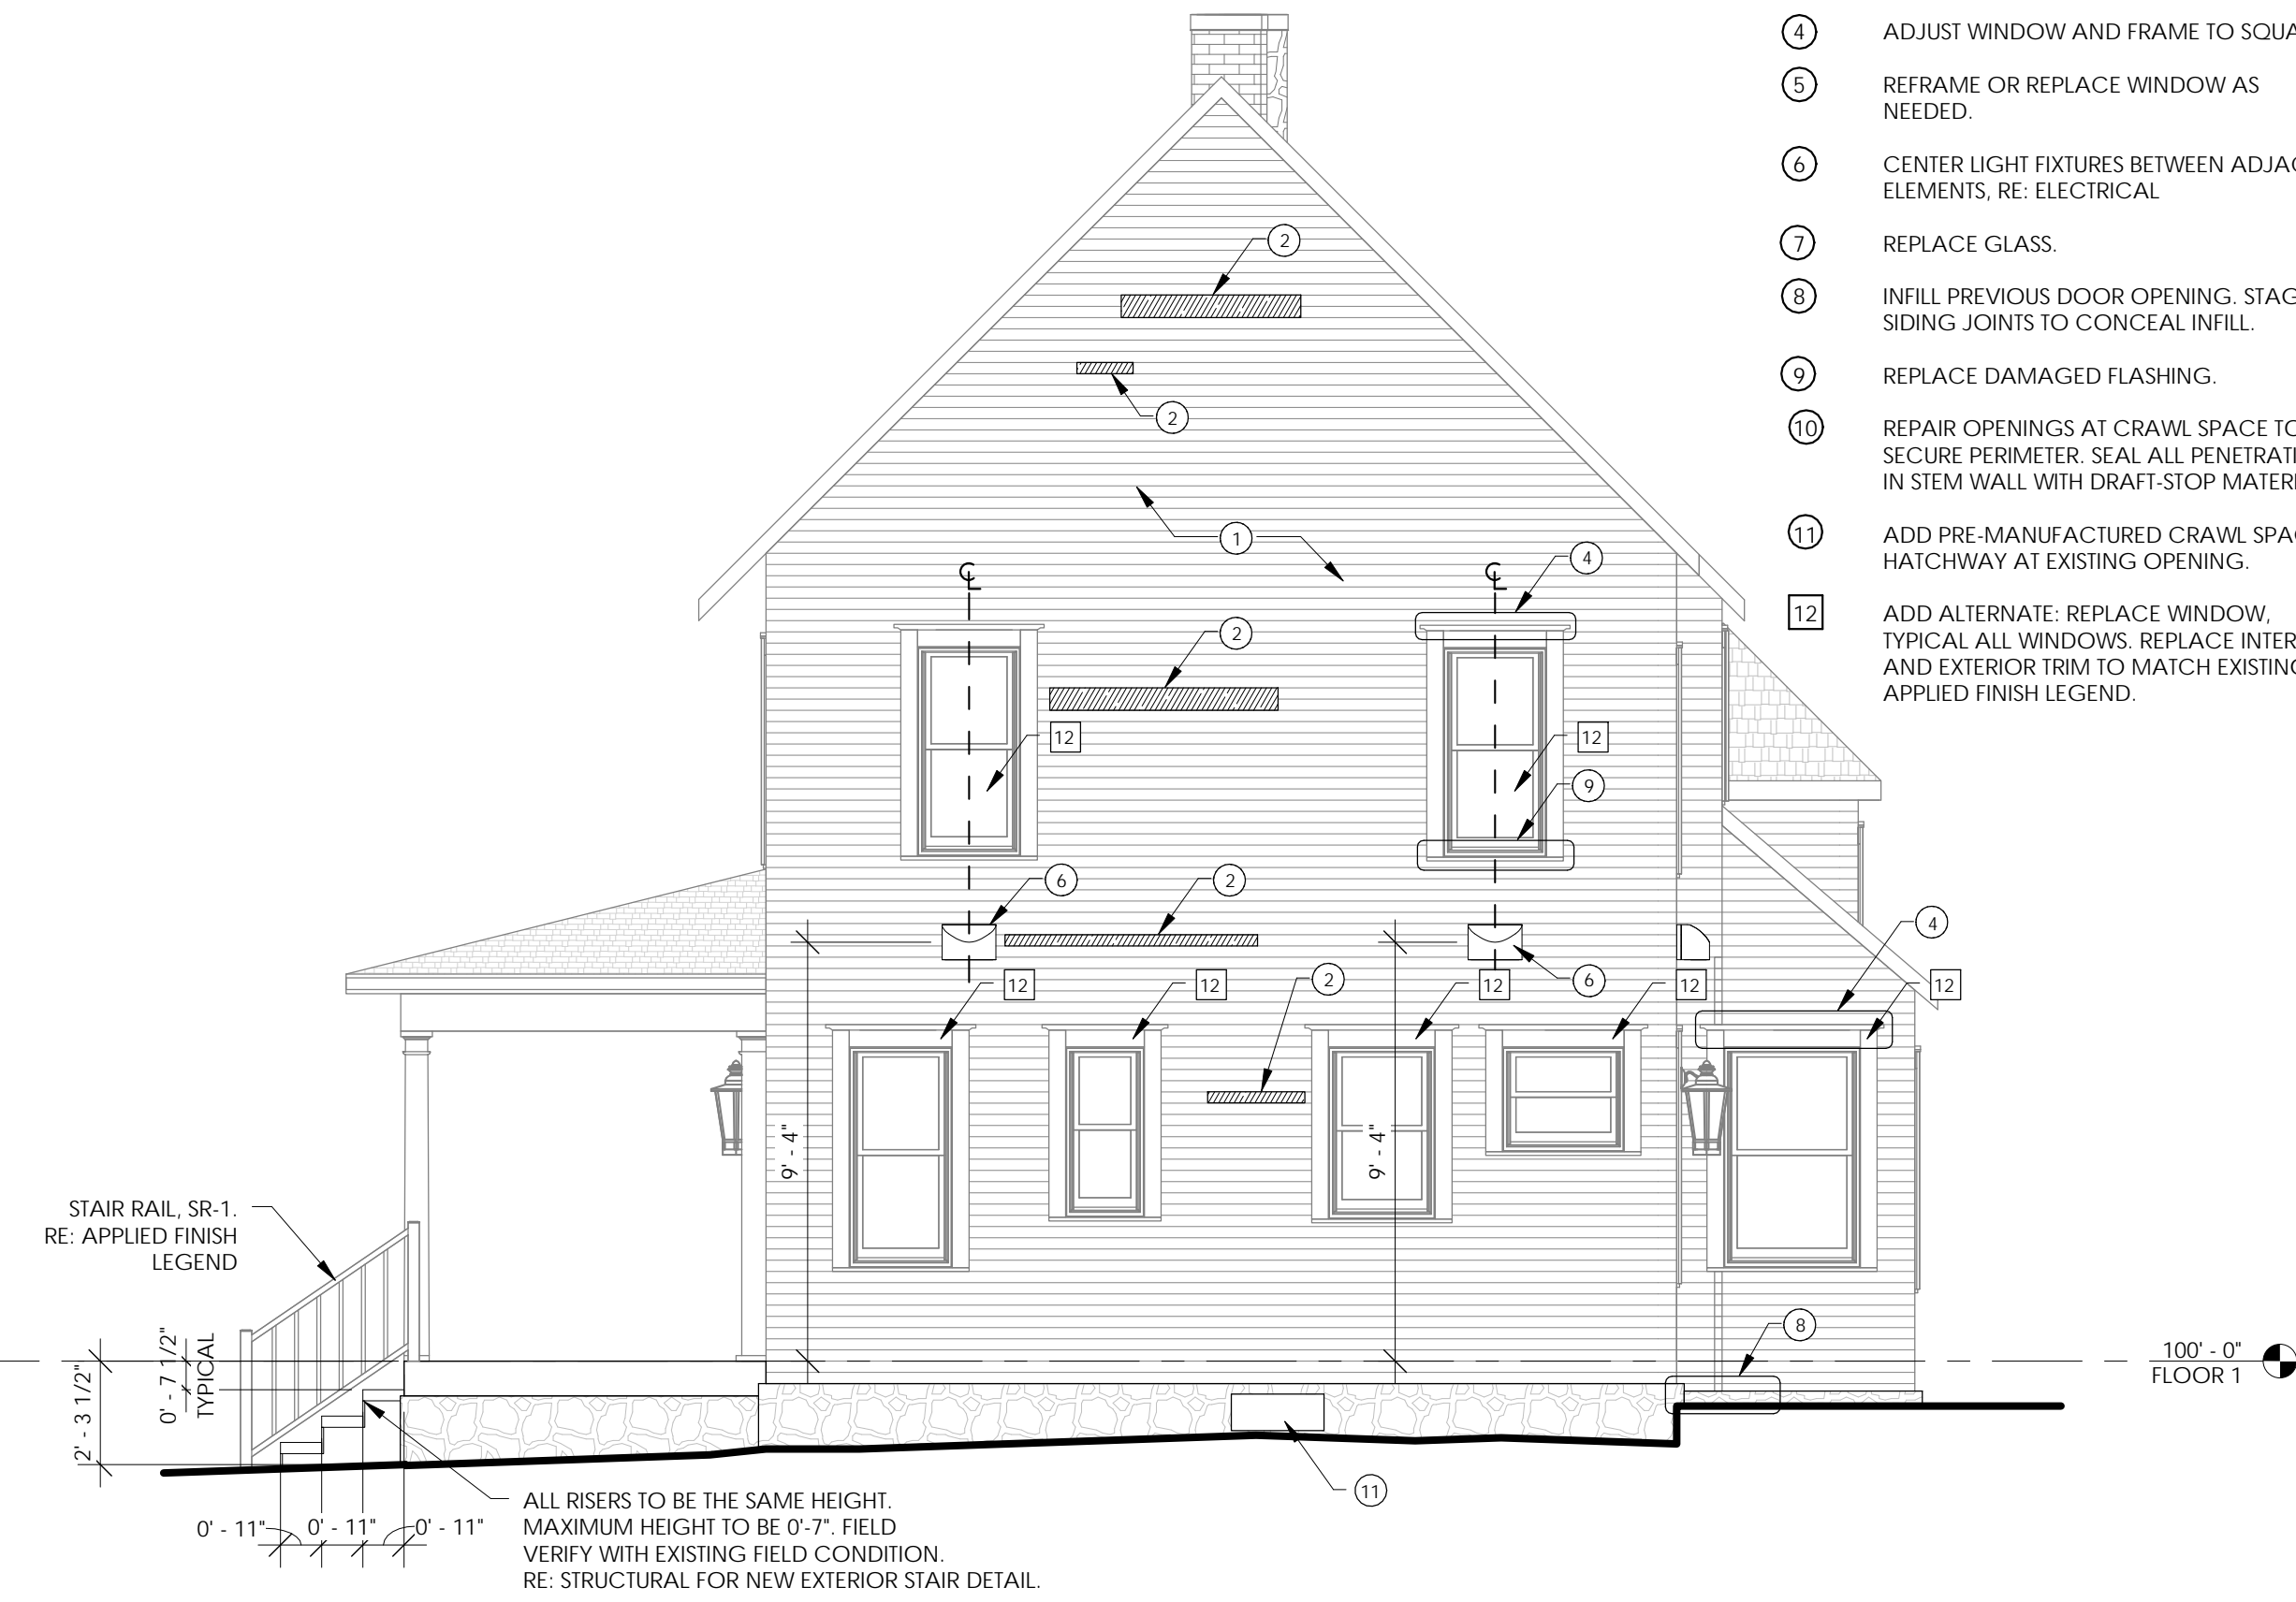 4 ADJUST WINDOW AND FRAME TO
5 REFRAME OR REPLACE WINDOW AS
NEEDED.
6 CENTER LIGHT FIXTURES BETWEEN
ELEMENTS, RE: ELECTRICAL
7 REPLACE GLASS.
8 INFILL PREVIOUS DOOR OPENING.
SIDING JOINTS TO CONCEAL INFILL.
9 REPLACE DAMAGED FLASHING.
10 REPAIR OPENINGS AT CRAWL SPACE TO
SECURE PERIMETER. SEAL ALL
IN STEM WALL WITH DRAFT-STOP
11 ADD PRE-MANUFACTURED CRAWL
HATCHWAY AT EXISTING OPENING.
12 ADD ALTERNATE: REPLACE WINDOW,
TYPICAL ALL WINDOWS. REPLACE
AND EXTERIOR TRIM TO MATCH EXISTING
APPLIED FINISH LEGEND.
2
2
1
4
CL
CL
2
12
12
9
6
2
4
12
12
2
12
6
12
12
9' - 4"
9' - 4"
STAIR RAIL, SR-1.
RE: APPLIED FINISH
LEGEND
8
100' - 0"
FLOOR 1
2' - 3 1/2"
0' - 7 1/2"
TYPICAL
11
0' - 11"
0' - 11"
0' - 11"
ALL RISERS TO BE THE SAME HEIGHT.
MAXIMUM HEIGHT TO BE 0'-7". FIELD
VERIFY WITH EXISTING FIELD CONDITION.
RE: STRUCTURAL FOR NEW EXTERIOR STAIR DETAIL.